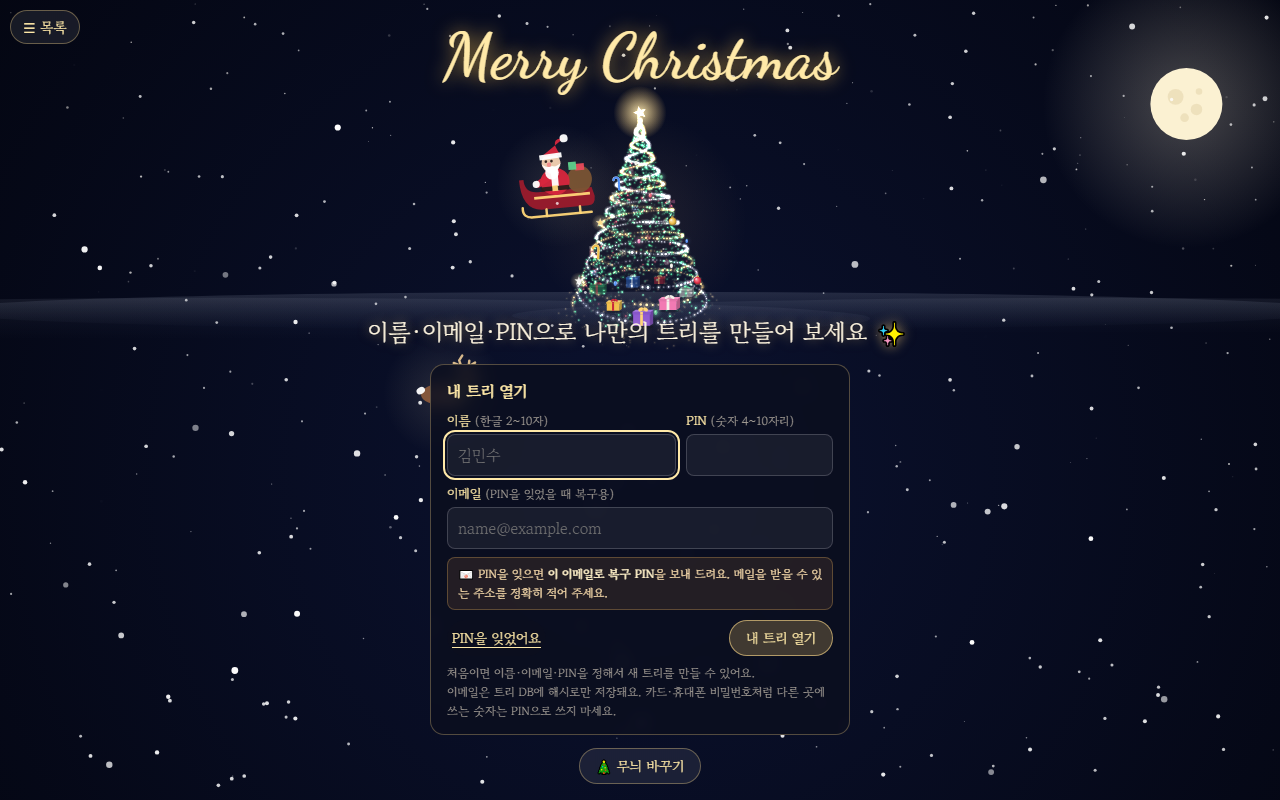 ☰ 목록
Merry Christmas
이름·이메일·PIN으로 나만의 트리를 만들어 보세요 ✨
내 트리 열기
이름 (한글 2~10자)
PIN (숫자 4~10자리)
김민수
이메일 (PIN을 잊었을 때 복구용)
name@example.com
📧 PIN을 잊으면 이 이메일로 복구 PIN을 보내 드려요. 메일을 받을 수 있
는 주소를 정확히 적어 주세요.
PIN을 잊었어요
내 트리 열기
처음이면 이름·이메일·PIN을 정해서 새 트리를 만들 수 있어요.
이메일은 트리 DB에 해시로만 저장돼요. 카드·휴대폰 비밀번호처럼 다른 곳에
쓰는 숫자는 PIN으로 쓰지 마세요.
🎄 무늬 바꾸기